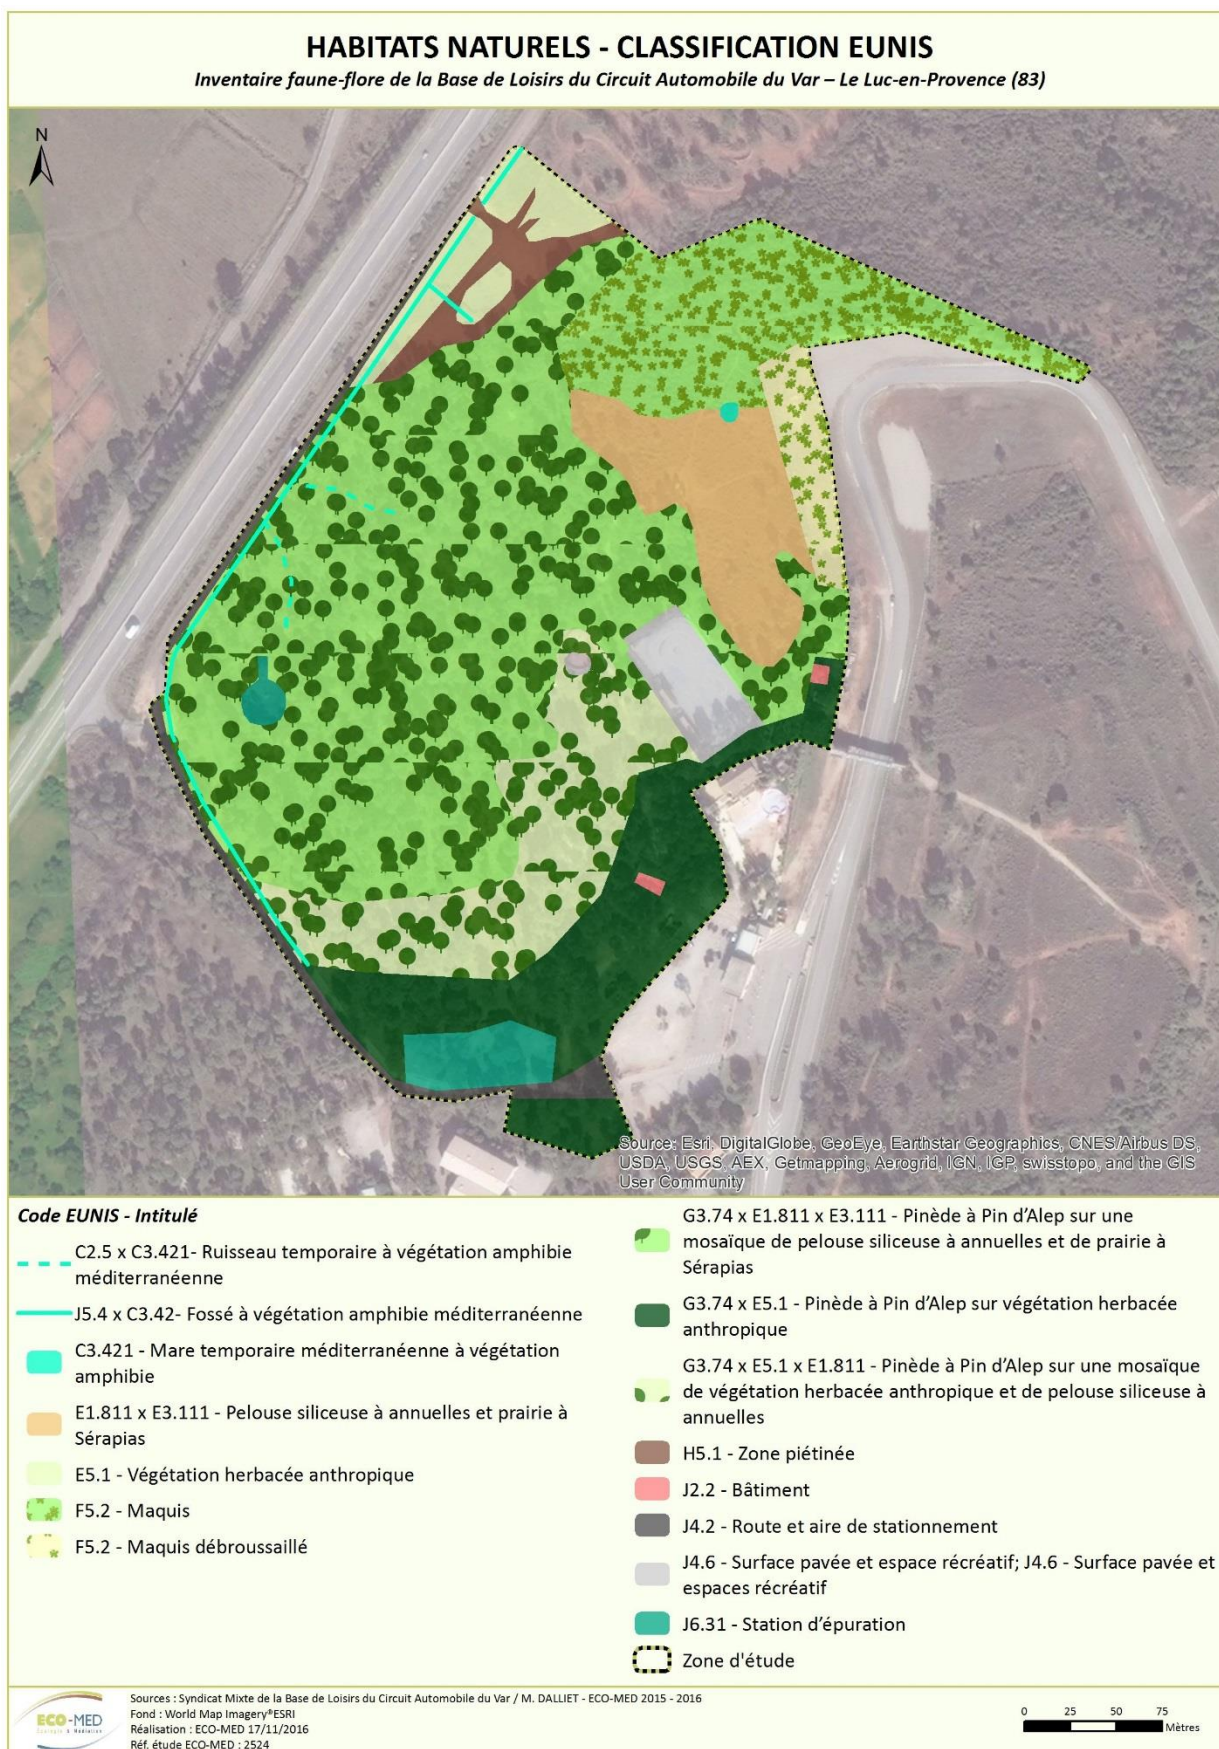 HABITATS NATURELS - CLASSIFICATION EUNIS
Inventaire faune-flore de la Base de Loisirs du Circuit Automobile du Var – Le Luc-en-Provence (83)
N
Source: Esri, DigitalGlobe, GeoEye, Earthstar Geographics, CNES/Airbus DS,
USDA, USGS, AEX, Getmapping, Aerogrid, IGN, IGP, swisstopo, and the GIS
User Community
Code EUNIS - Intitulé
C2.5 x C3.421- Ruisseau temporaire à végétation amphibie
méditerranéenne
J5.4 x C3.42- Fossé à végétation amphibie méditerranéenne
C3.421 - Mare temporaire méditerranéenne à végétation
amphibie
E1.811 x E3.111 - Pelouse siliceuse à annuelles et prairie à
Sérapias
E5.1 - Végétation herbacée anthropique
F5.2 - Maquis
F5.2 - Maquis débroussaillé
G3.74 x E1.811 x E3.111 - Pinède à Pin d'Alep sur une
mosaïque de pelouse siliceuse à annuelles et de prairie à
Sérapias
G3.74 x E5.1 - Pinède à Pin d'Alep sur végétation herbacée
anthropique
G3.74 x E5.1 x E1.811 - Pinède à Pin d'Alep sur une mosaïque
de végétation herbacée anthropique et de pelouse siliceuse à
annuelles
H5.1 - Zone piétinée
J2.2 - Bâtiment
J4.2 - Route et aire de stationnement
J4.6 - Surface pavée et espace récréatif; J4.6 - Surface pavée et
espaces récréatif
J6.31 - Station d'épuration
Zone d'étude
ECO-MED
Ecologie & Médiation
Sources : Syndicat Mixte de la Base de Loisirs du Circuit Automobile du Var / M. DALLIET - ECO-MED 2015 - 2016
Fond : World Map Imagery®ESRI
Réalisation : ECO-MED 17/11/2016
Réf. étude ECO-MED : 2524
0 25 50 75
Mètres